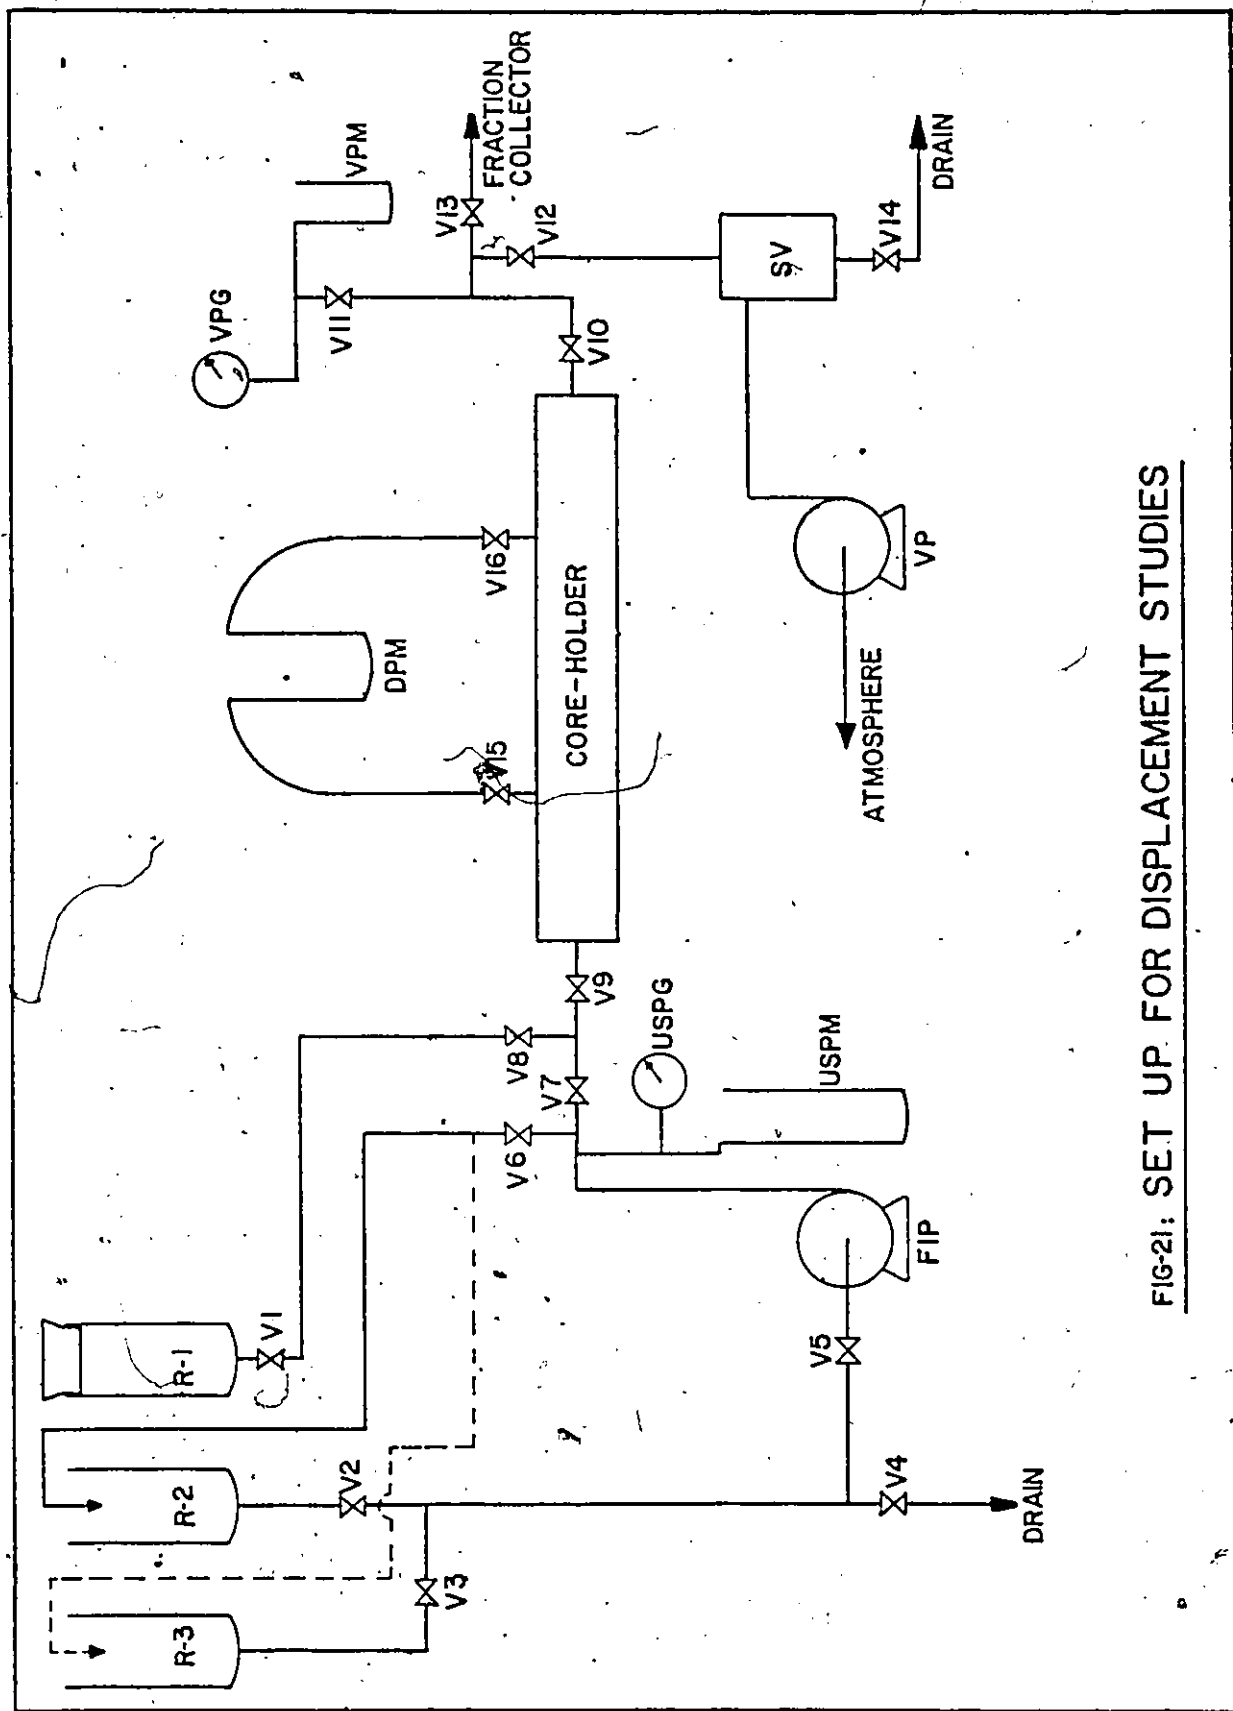 R-3
R-2
R-1
V1
V2
V3
V4
DRAIN
V5
FIP
V6
V8
V7
USPG
USPM
V9
DPM
V15
V16
CORE-HOLDER
ATMOSPHERE
VP
VPG
VPM
V11
V13
FRACTION
COLLECTOR
V12
V10
SV
V14
DRAIN
FIG-21: SET UP FOR DISPLACEMENT STUDIES